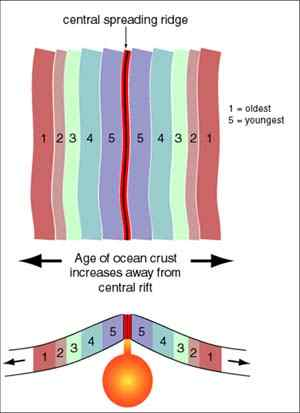 central spreading ridge
1 2 3 4 5 5 4 3 2 1
1 = oldest
5 = youngest
Age of ocean crust
increases away from
central rift
1 2 3 4 5 5 4 3 2 1